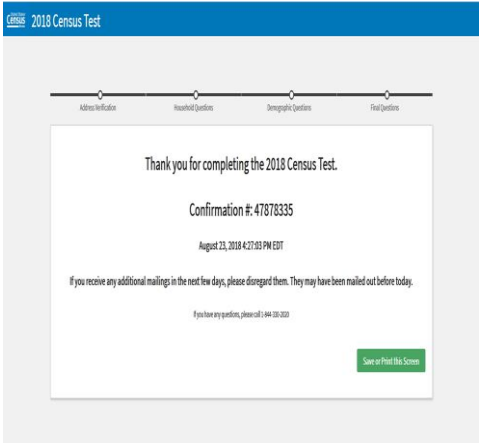 Census 2018 Census Test
Address Verification Household Questions Demographic Questions Final Questions
Thank you for completing the 2018 Census Test.
Confirmation #: 47878335
August 23, 2018 4:27:03 PM EDT
If you receive any additional mailings in the next few days, please disregard them. They may have been mailed out before today.
If you have any questions, please call 1-844-330-2020
Save or Print this Screen